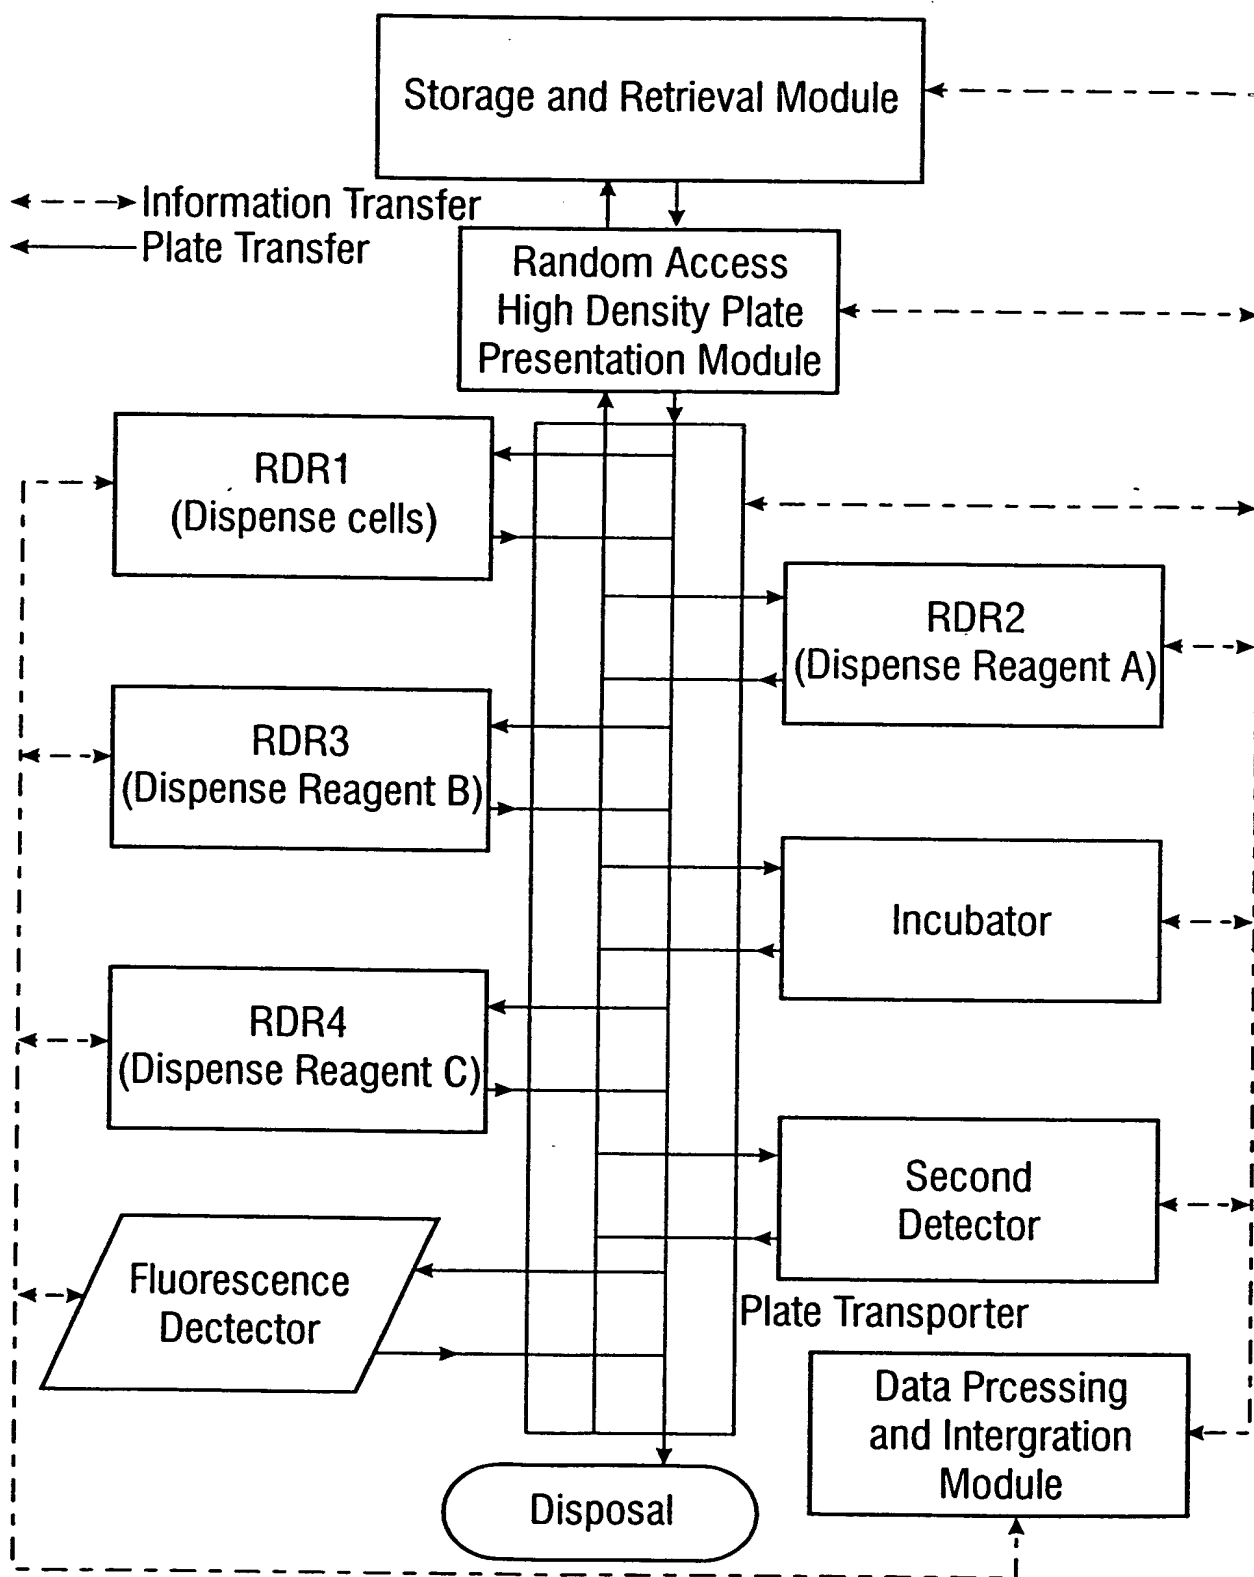 Storage and Retrieval Module
Information Transfer
Plate Transfer
Random Access
High Density Plate
Presentation Module
RDR1
(Dispense cells)
RDR2
(Dispense Reagent A)
RDR3
(Dispense Reagent B)
Incubator
RDR4
(Dispense Reagent C)
Second
Detector
Fluorescence
Dectector
Plate Transporter
Data Prcessing
and Intergration
Module
Disposal